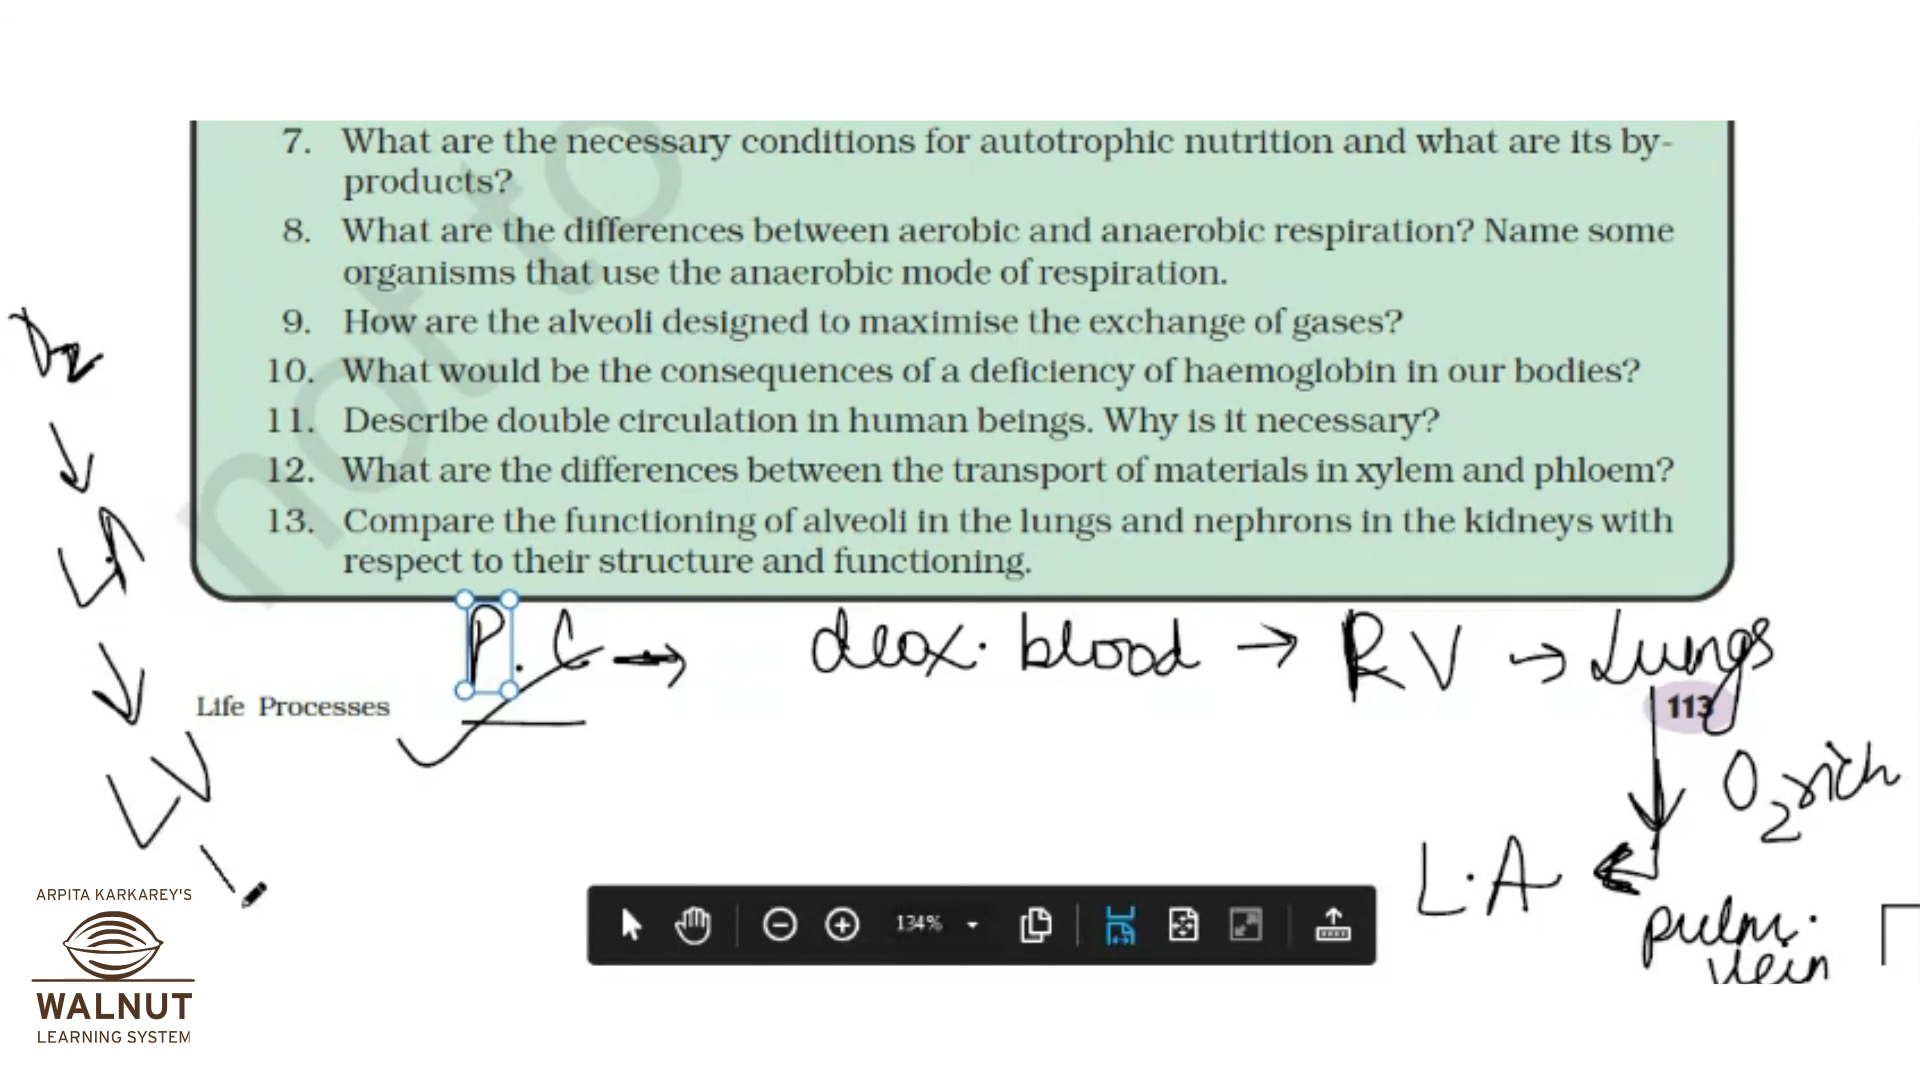 7. What are the necessary conditions for autotrophic nutrition and what are its by-
products?
8. What are the differences between aerobic and anaerobic respiration? Name some
organisms that use the anaerobic mode of respiration.
9. How are the alveoli designed to maximise the exchange of gases?
10. What would be the consequences of a deficiency of haemoglobin in our bodies?
11. Describe double circulation in human beings. Why is it necessary?
12. What are the differences between the transport of materials in xylem and phloem?
13. Compare the functioning of alveoli in the lungs and nephrons in the kidneys with
respect to their structure and functioning.
not to
L.A
LV
P.C → deox. blood → RV → Lungs
Life Processes
113
O2 rich
L.A
pulm.
vein
134%
ARPITA KARKAREY'S
WALNUT
LEARNING SYSTEM